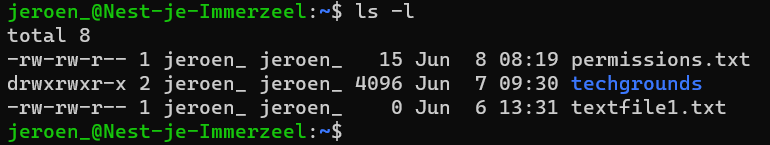 jeroen_@Nest-je-Immerzeel:~$ ls -l
total 8
-rw-rw-r-- 1 jeroen_ jeroen_   15 Jun  8 08:19 permissions.txt
drwxrwxr-x 2 jeroen_ jeroen_ 4096 Jun  7 09:30 techgrounds
-rw-rw-r-- 1 jeroen_ jeroen_    0 Jun  6 13:31 textfile1.txt
jeroen_@Nest-je-Immerzeel:~$